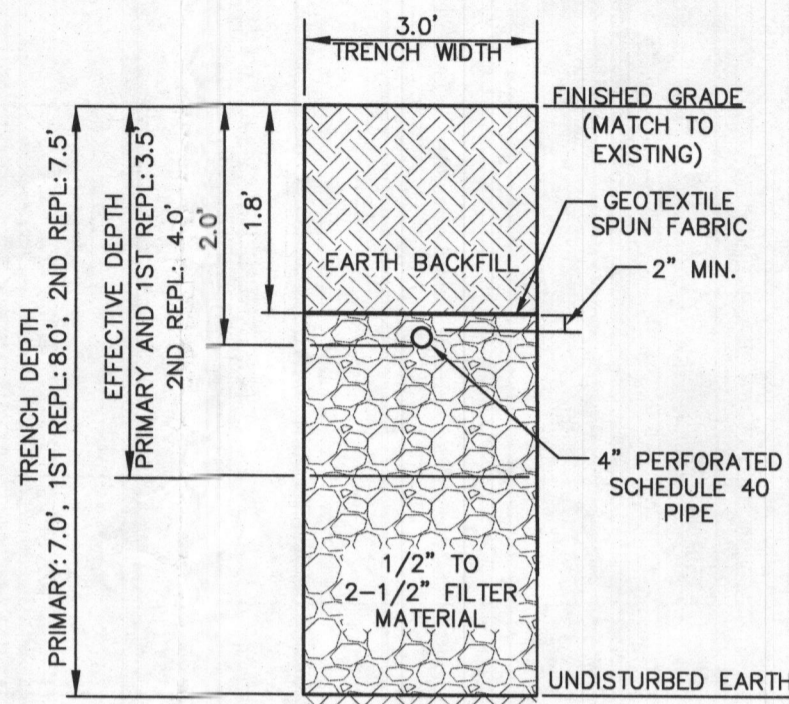 3.0'
TRENCH WIDTH
FINISHED GRADE
(MATCH TO
EXISTING)
GEOTEXTILE
SPUN FABRIC
2" MIN.
TRENCH DEPTH
PRIMARY: 7.0', 1ST REPL: 8.0', 2ND REPL: 7.5'
EFFECTIVE DEPTH
PRIMARY AND 1ST REPL: 3.5'
2ND REPL: 4.0'
2.0'
1.8'
EARTH BACKFILL
4" PERFORATED
SCHEDULE 40
PIPE
1/2" TO
2-1/2" FILTER
MATERIAL
UNDISTURBED EARTH